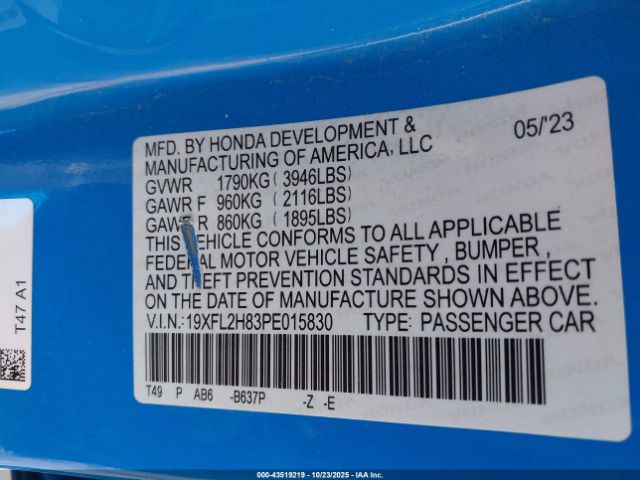 MFD. BY HONDA DEVELOPMENT & 05/'23
MANUFACTURING OF AMERICA, LLC
GVWR 1790KG ( 3946LBS)
GAWR F 960KG ( 2116LBS)
GAWR R 860KG ( 1895LBS)
THIS VEHICLE CONFORMS TO ALL APPLICABLE
FEDERAL MOTOR VEHICLE SAFETY , BUMPER ,
AND THEFT PREVENTION STANDARDS IN EFFECT
ON THE DATE OF MANUFACTURE SHOWN ABOVE.
V.I.N.:19XFL2H83PE015830 TYPE: PASSENGER CAR
T49 P AB6 -B637P -Z -E
T47 A1
HONDA
000-43519219 - 10/23/2025 - IAA Inc.